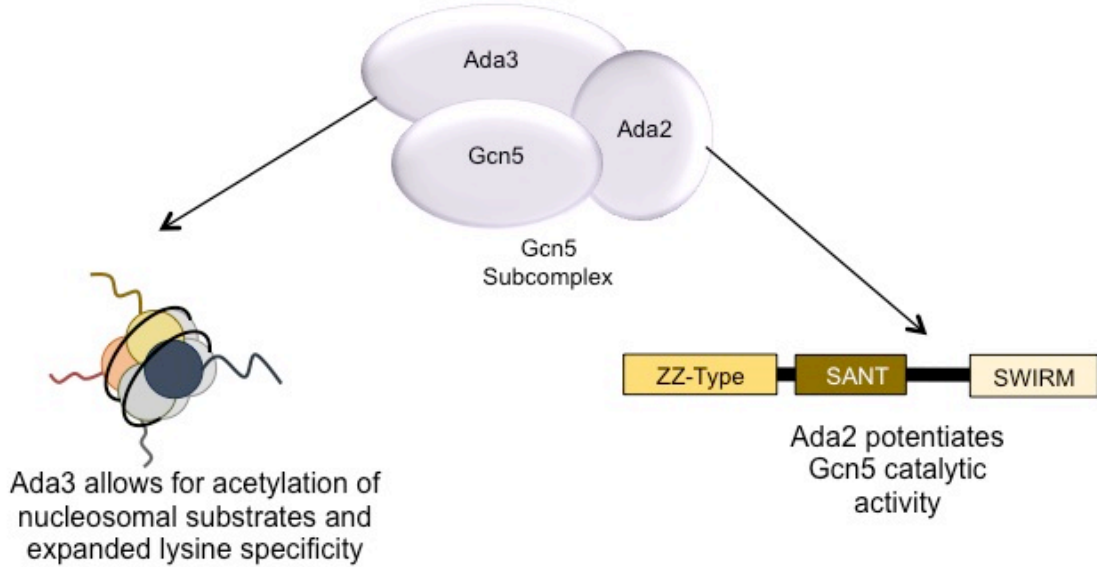 Ada3
Ada2
Gcn5
Gcn5
Subcomplex
ZZ-Type
SANT
SWIRM
Ada2 potentiates
Gcn5 catalytic
activity
Ada3 allows for acetylation of
nucleosomal substrates and
expanded lysine specificity